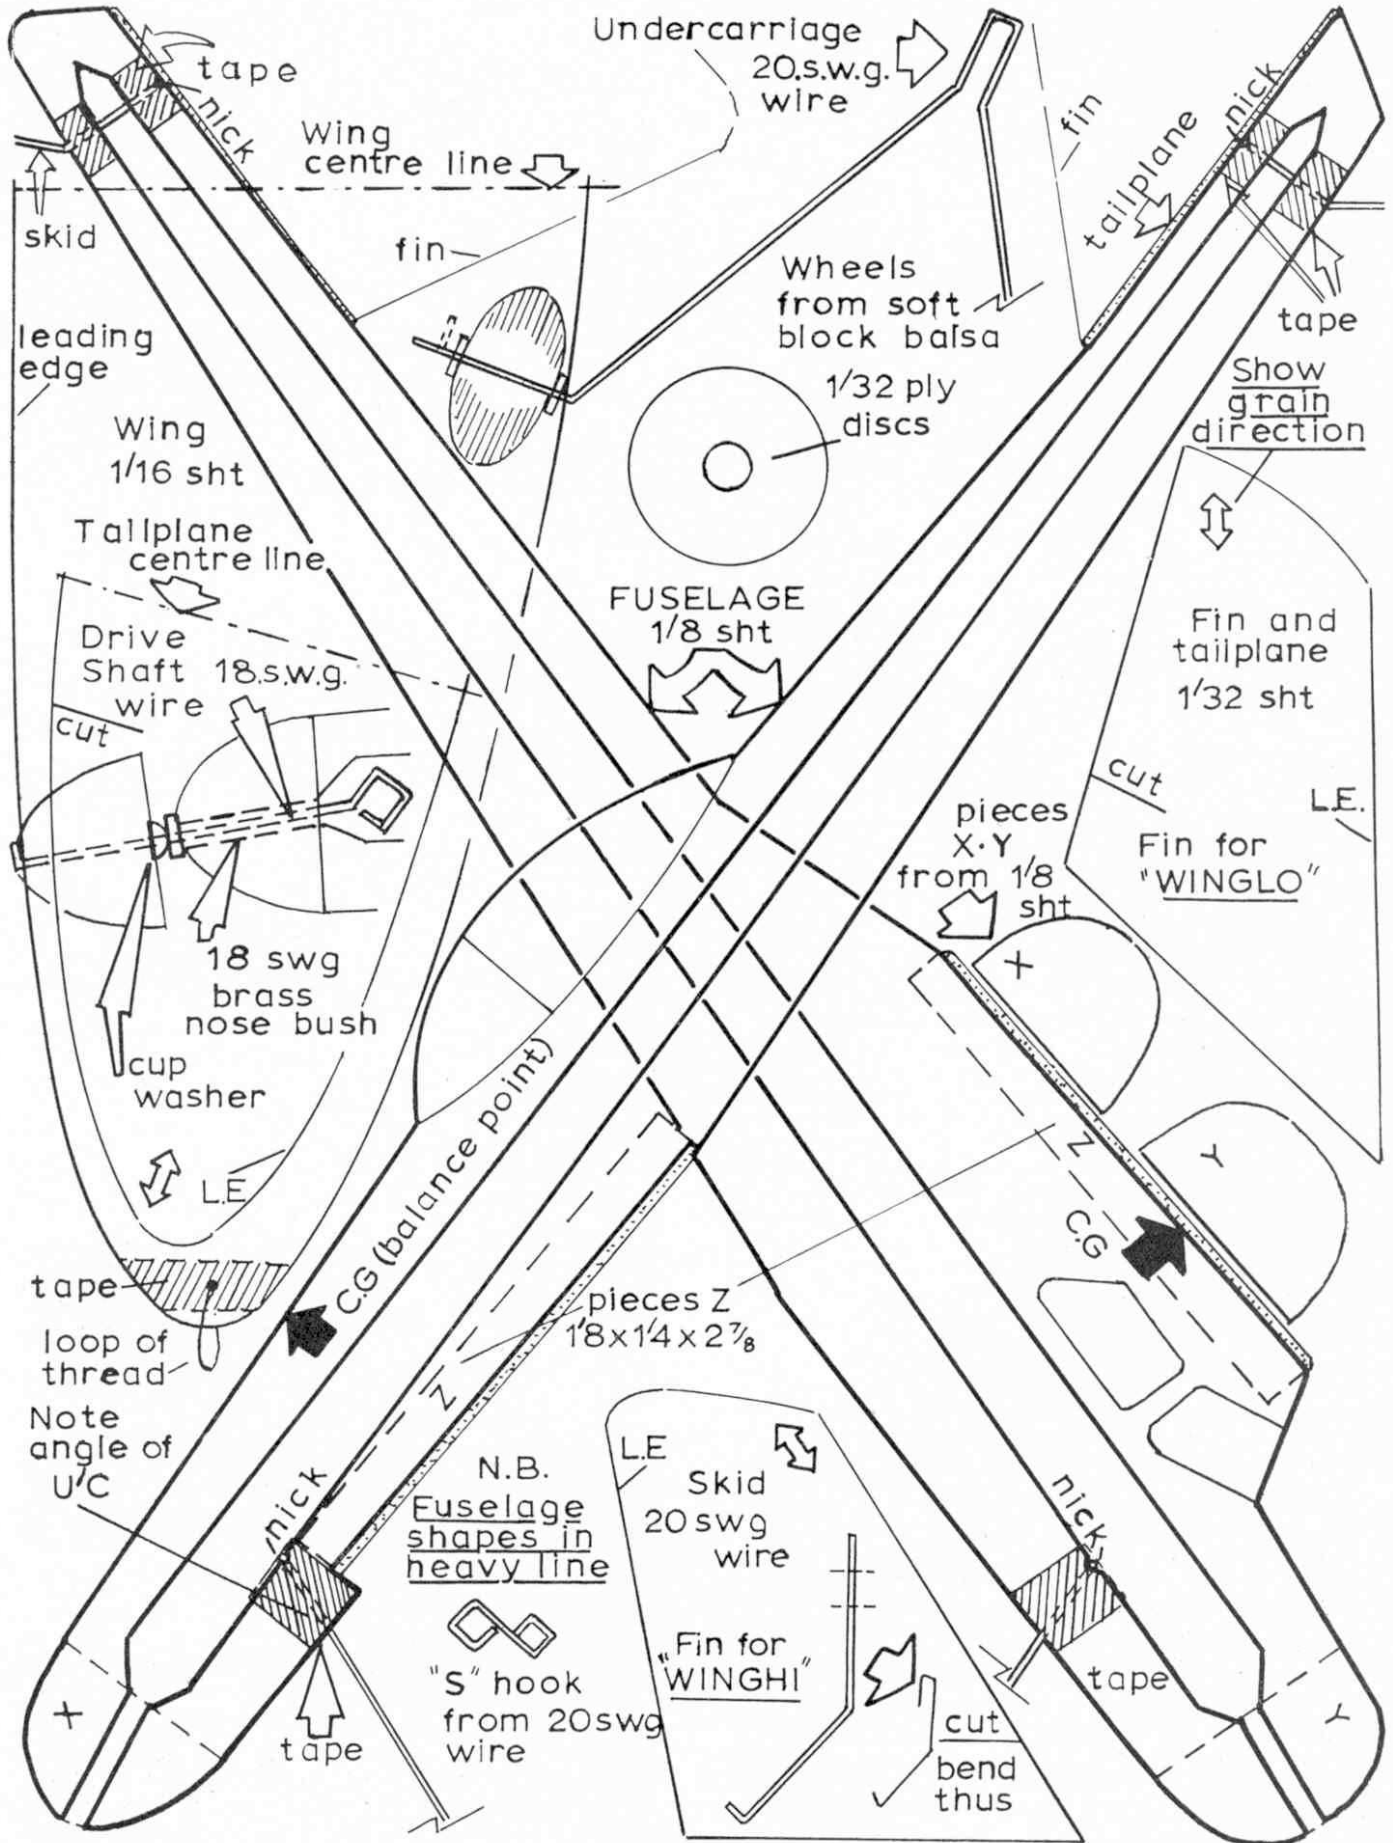 Undercarriage
20.s.w.g.
wire
tape
nick
Wing
centre line
skid
fin
fin
tailplane
nick
tape
leading
edge
Wheels
from soft
block balsa
1/32 ply
discs
Show
grain
direction
Wing
1/16 sht
Tailplane
centre line
FUSELAGE
1/8 sht
Fin and
tailplane
1/32 sht
Drive
Shaft 18.s.w.g.
wire
cut
cut
L.E.
pieces
X.Y
from 1/8
sht
Fin for
"WINGLO"
X
18 swg
brass
nose bush
cup
washer
L.E
C.G (balance point)
Z
Y
C.G
tape
loop of
thread
pieces Z
1/8 x 1/4 x 2 7/8
Z
Note
angle of
U/C
nick
N.B.
Fuselage
shapes in
heavy line
L.E
Skid
20 swg
wire
nick
"S" hook
from 20swg
wire
"Fin for
WINGHI"
tape
X
tape
cut
bend
thus
Y